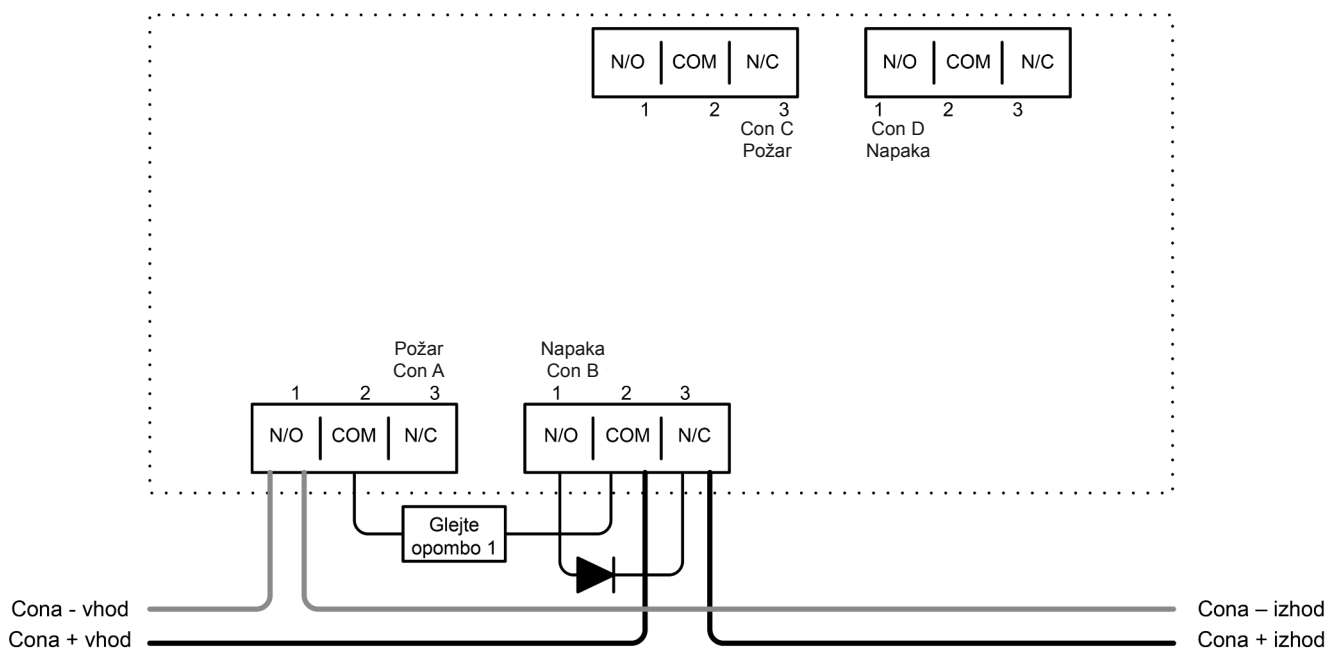 N/O COM N/C
1 2 3
Con C
Požar
N/O COM N/C
1 2 3
Con D
Napaka
Požar
Con A
1 2 3
N/O COM N/C
Napaka
Con B
1 2 3
N/O COM N/C
Glejte
opombo 1
Cona - vhod
Cona – izhod
Cona + vhod
Cona + izhod